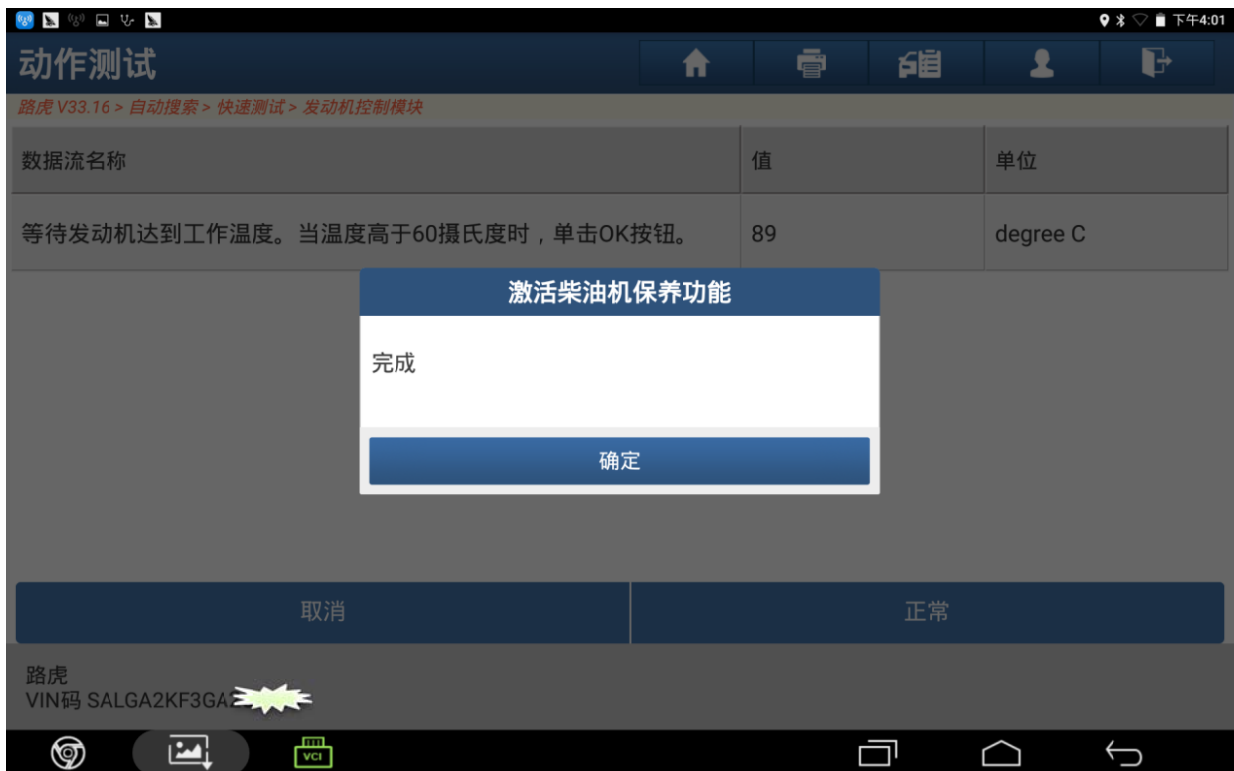 下午4:01
动作测试
路虎 V33.16 > 自动搜索 > 快速测试 > 发动机控制模块
数据流名称 值 单位
等待发动机达到工作温度。当温度高于60摄氏度时，单击OK按钮。 89 degree C
激活柴油机保养功能
完成
确定
取消 正常
路虎
VIN码 SALGA2KF3GA2
VCI